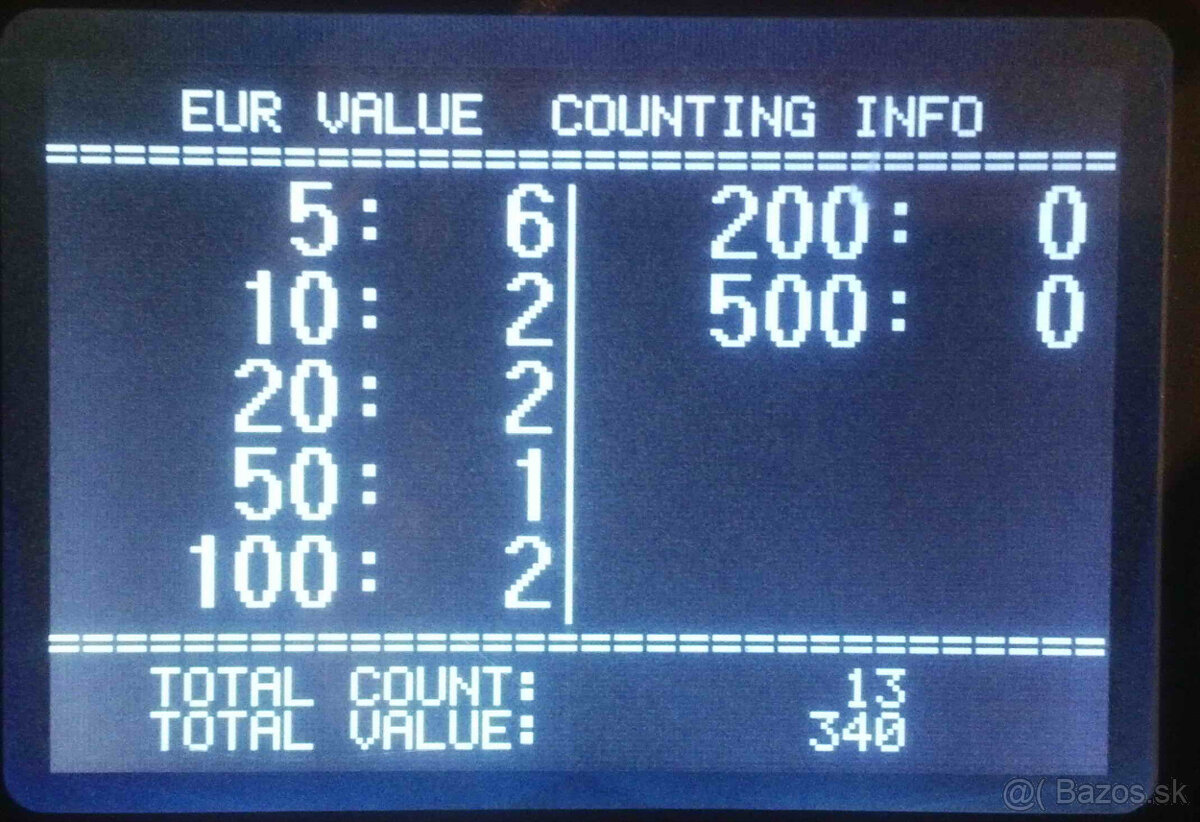 EUR VALUE COUNTING INFO
5: 6
10: 2
20: 2
50: 1
100: 2
200: 0
500: 0
TOTAL COUNT: 13
TOTAL VALUE: 340
@( Bazos.sk